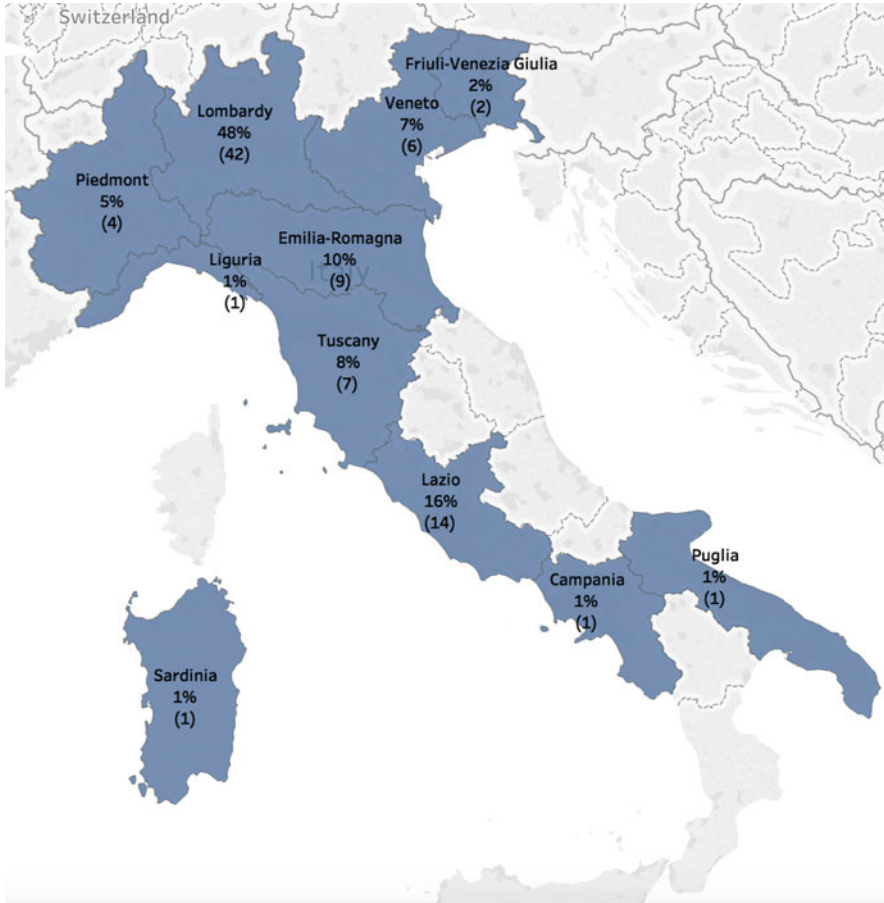 Switzerland
Friuli-Venezia Giulia
2%
(2)
Lombardy
48%
(42)
Veneto
7%
(6)
Piedmont
5%
(4)
Emilia-Romagna
10%
(9)
Italy
Liguria
1%
(1)
Tuscany
8%
(7)
Lazio
16%
(14)
Puglia
1%
(1)
Campania
1%
(1)
Sardinia
1%
(1)